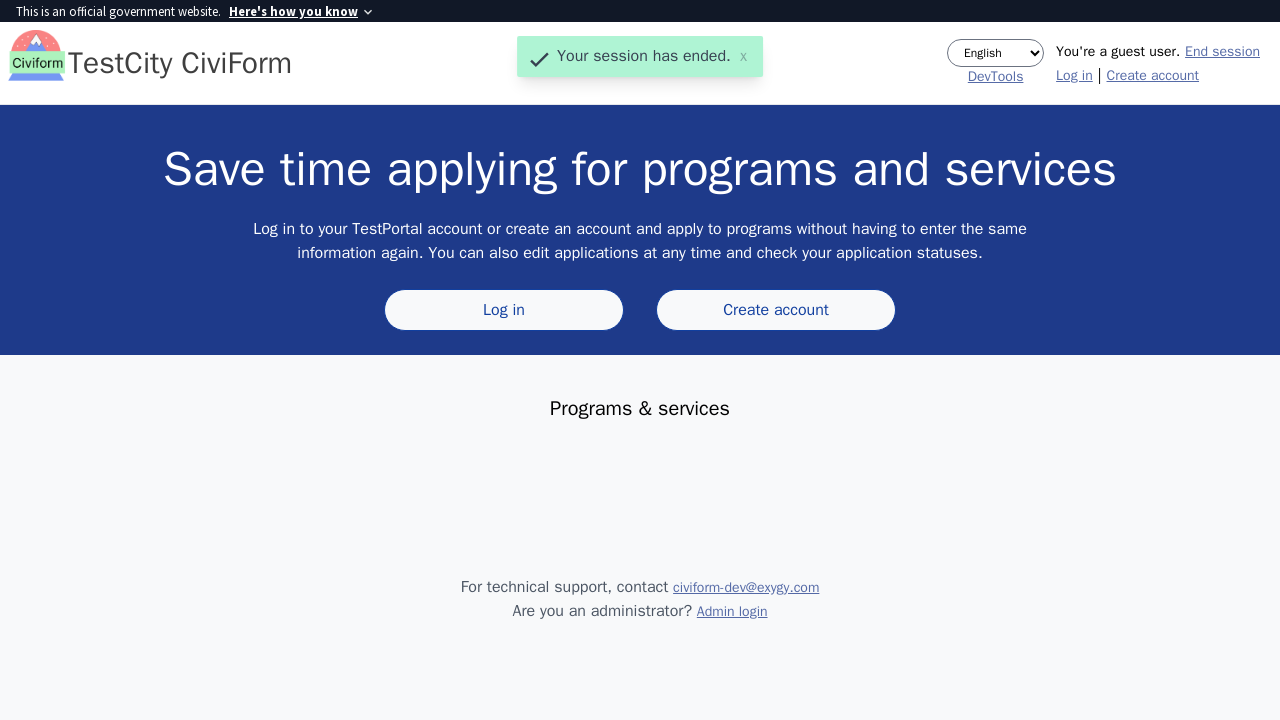 This is an official government website. Here's how you know
Civiform
TestCity CiviForm
Your session has ended. x
English
DevTools
You're a guest user. End session
Log in | Create account
Save time applying for programs and services
Log in to your TestPortal account or create an account and apply to programs without having to enter the same
information again. You can also edit applications at any time and check your application statuses.
Log in
Create account
Programs & services
For technical support, contact civiform-dev@exygy.com
Are you an administrator? Admin login